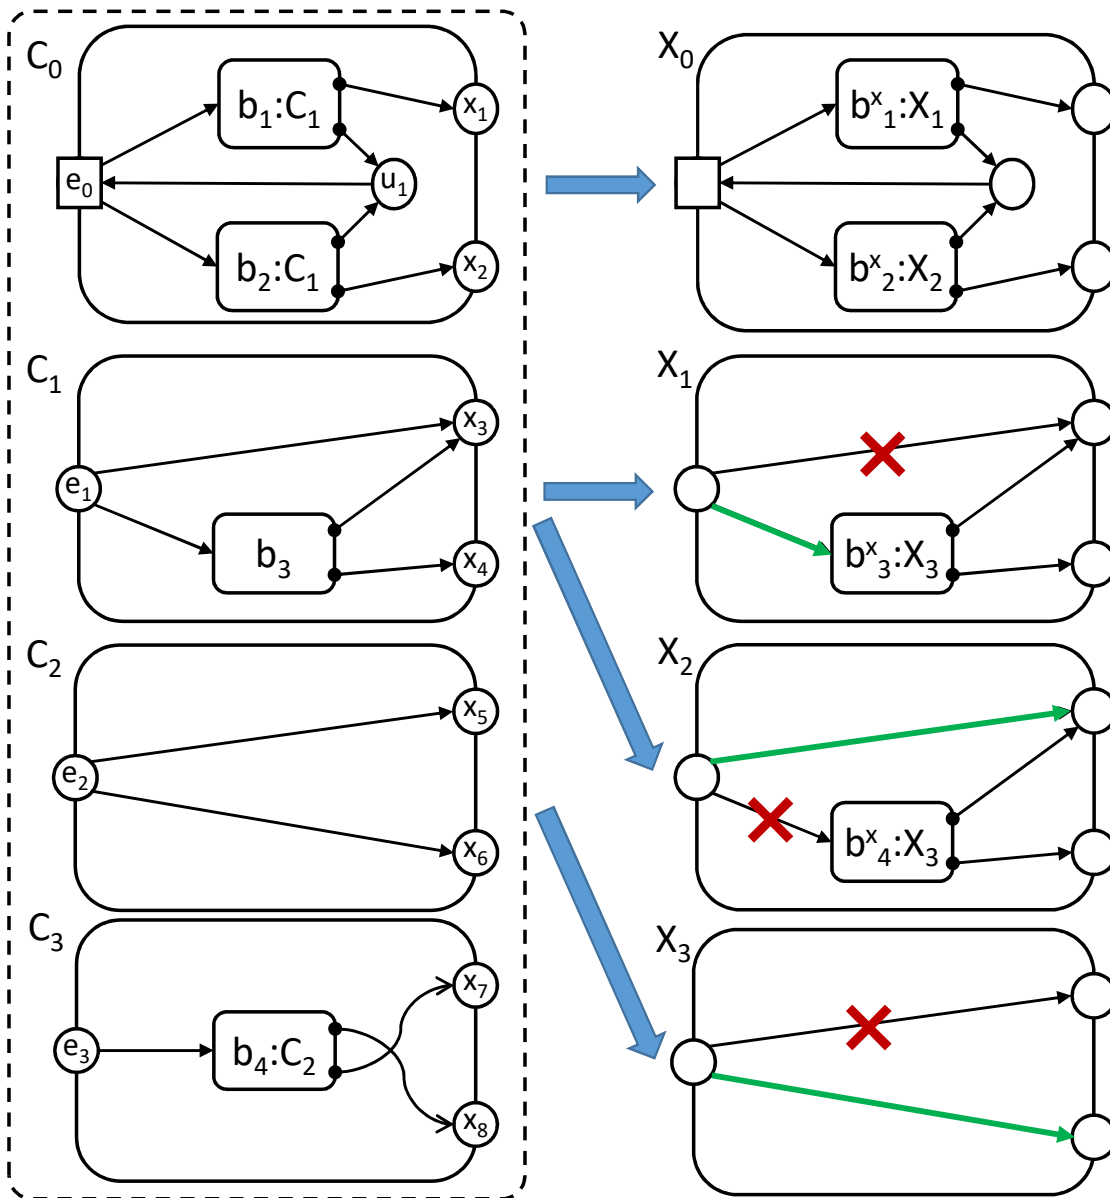 C₀
b₁:C₁
x₁
e₀
u₁
b₂:C₁
x₂
X₀
bˣ₁:X₁
bˣ₂:X₂
C₁
x₃
e₁
b₃
x₄
X₁
bˣ₃:X₃
C₂
x₅
e₂
x₆
X₂
bˣ₄:X₃
C₃
x₇
e₃
b₄:C₂
x₈
X₃